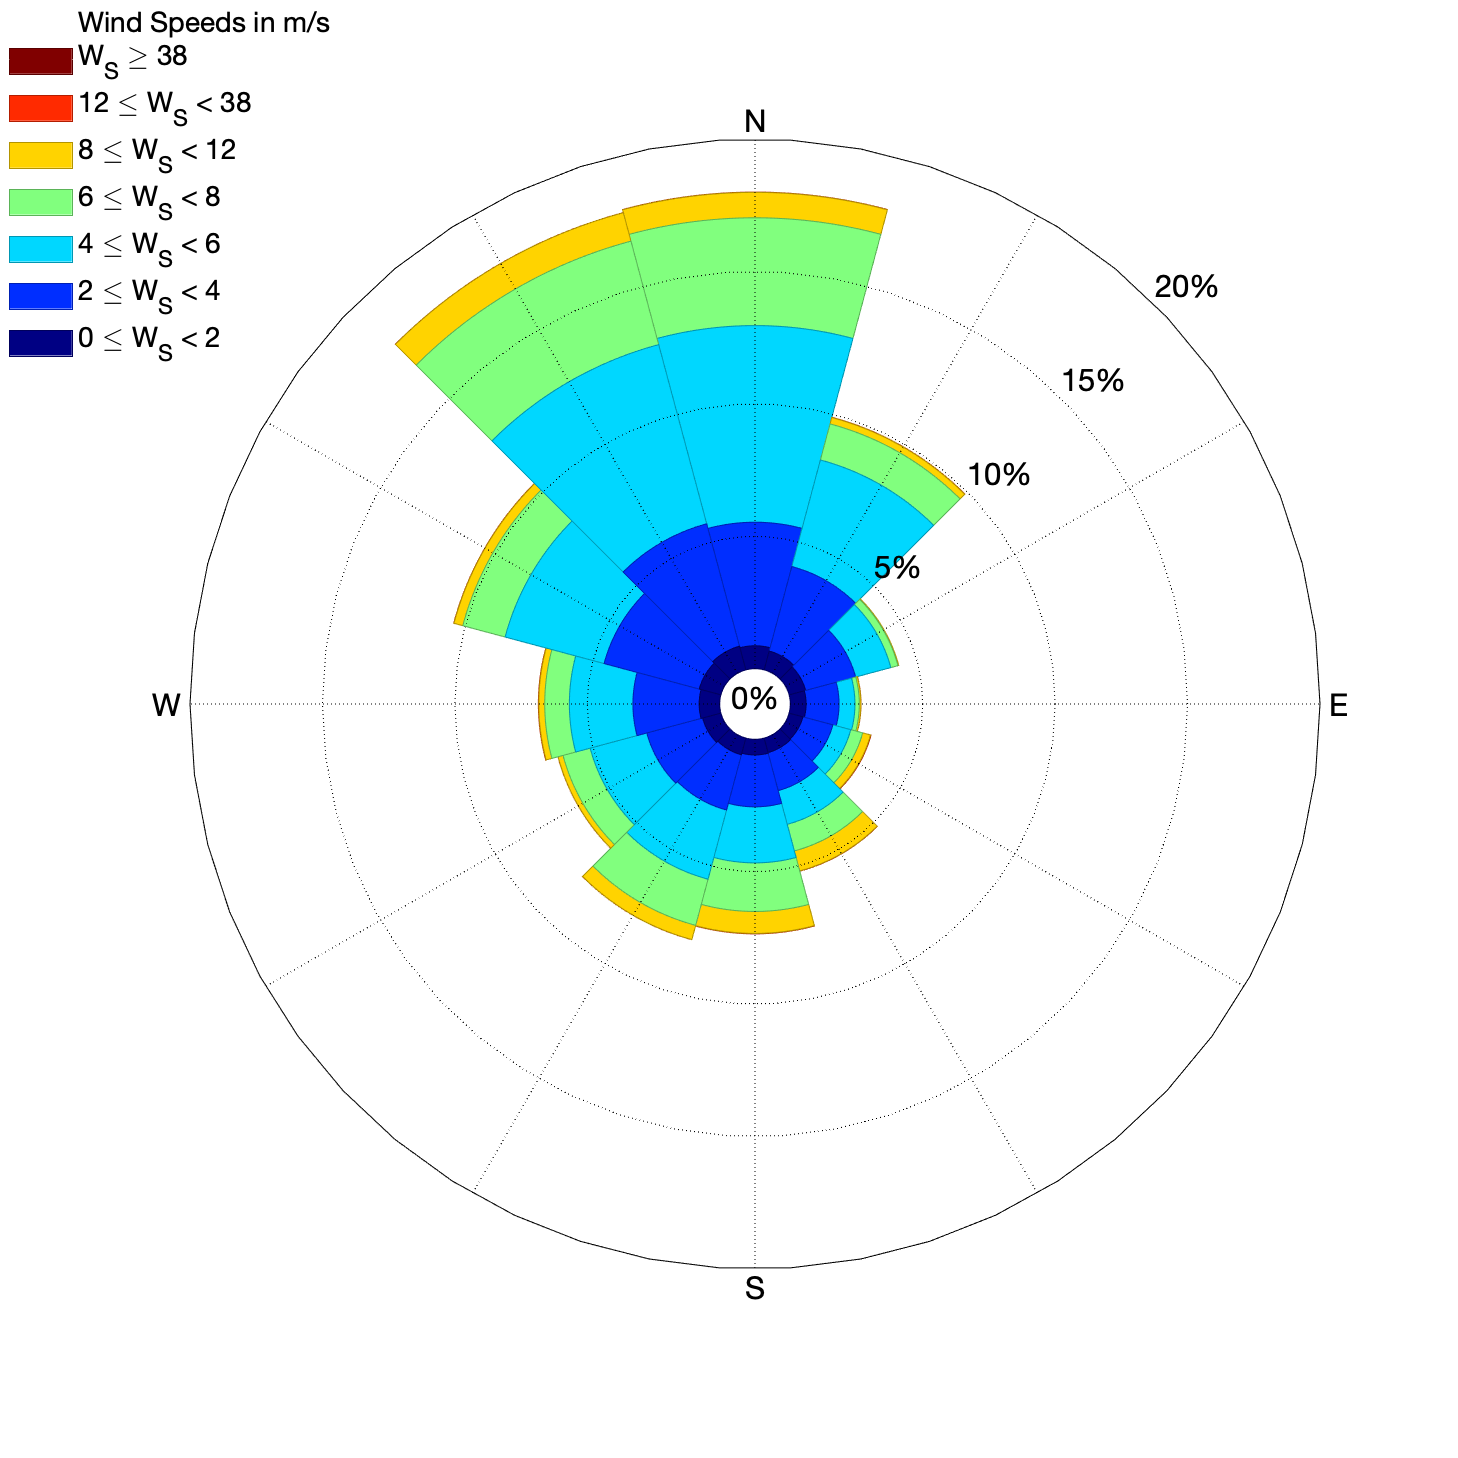 Wind Speeds in m/s
W_S ≥ 38
12 ≤ W_S < 38
8 ≤ W_S < 12
6 ≤ W_S < 8
4 ≤ W_S < 6
2 ≤ W_S < 4
0 ≤ W_S < 2
N
20%
15%
10%
5%
0%
W
E
S